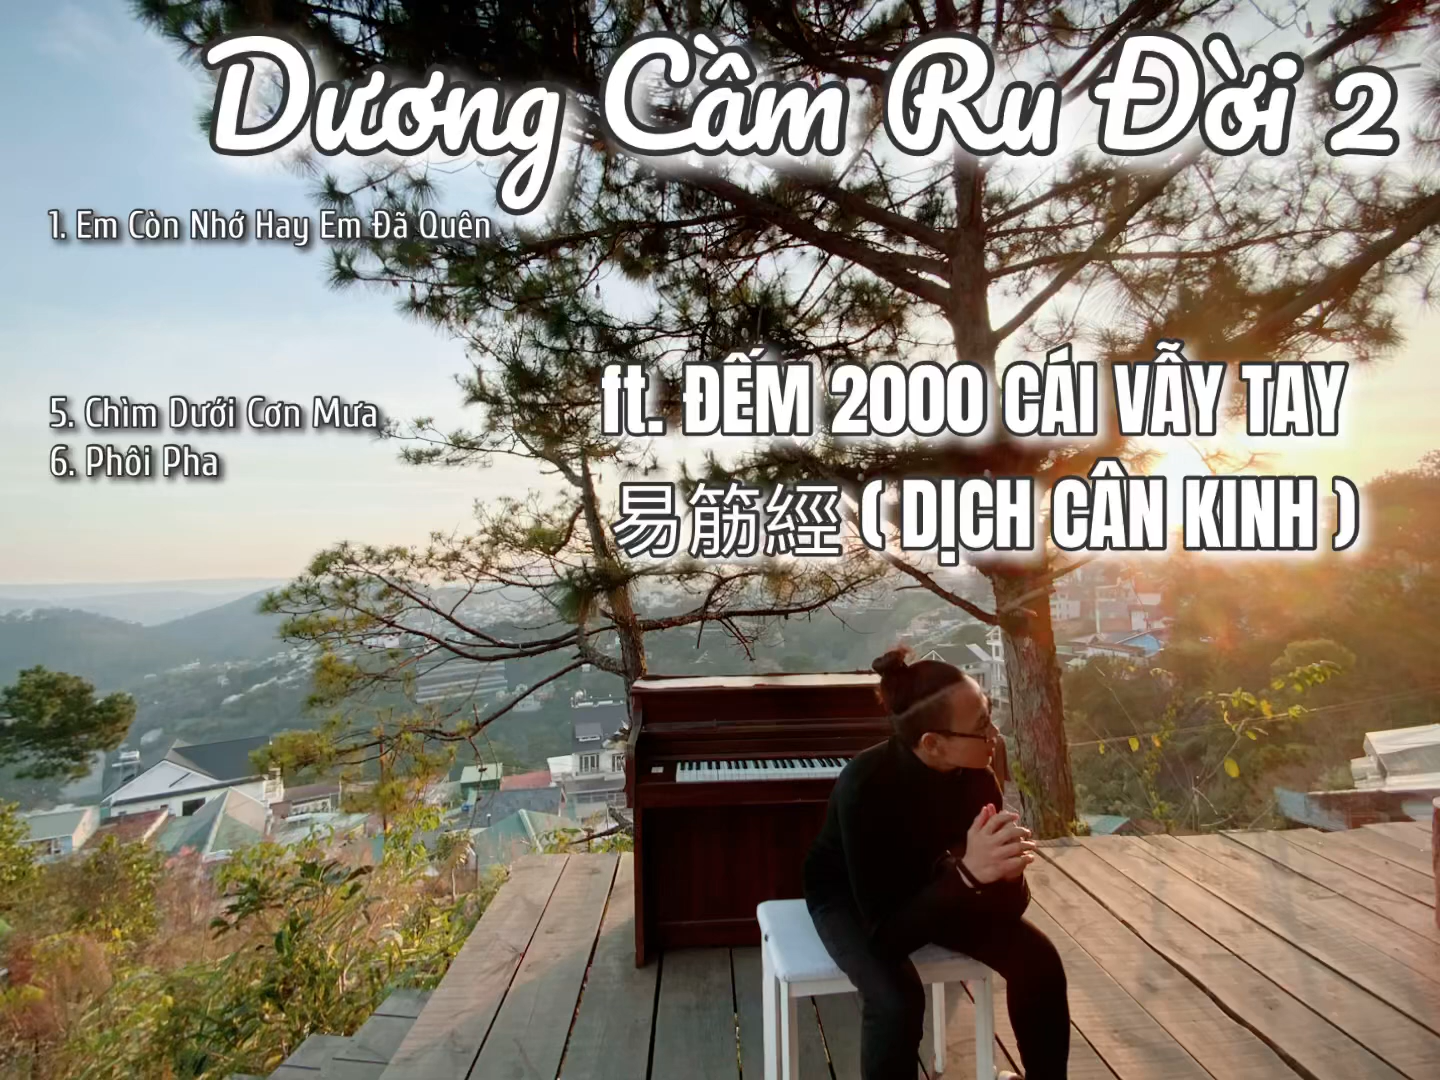 Dương Cầm Ru Đời 2
1. Em Còn Nhớ Hay Em Đã Quên
ft. ĐẾM 2000 CÁI VẪY TAY
5. Chìm Dưới Cơn Mưa
6. Phôi Pha
易筋經 ( DỊCH CÂN KINH )